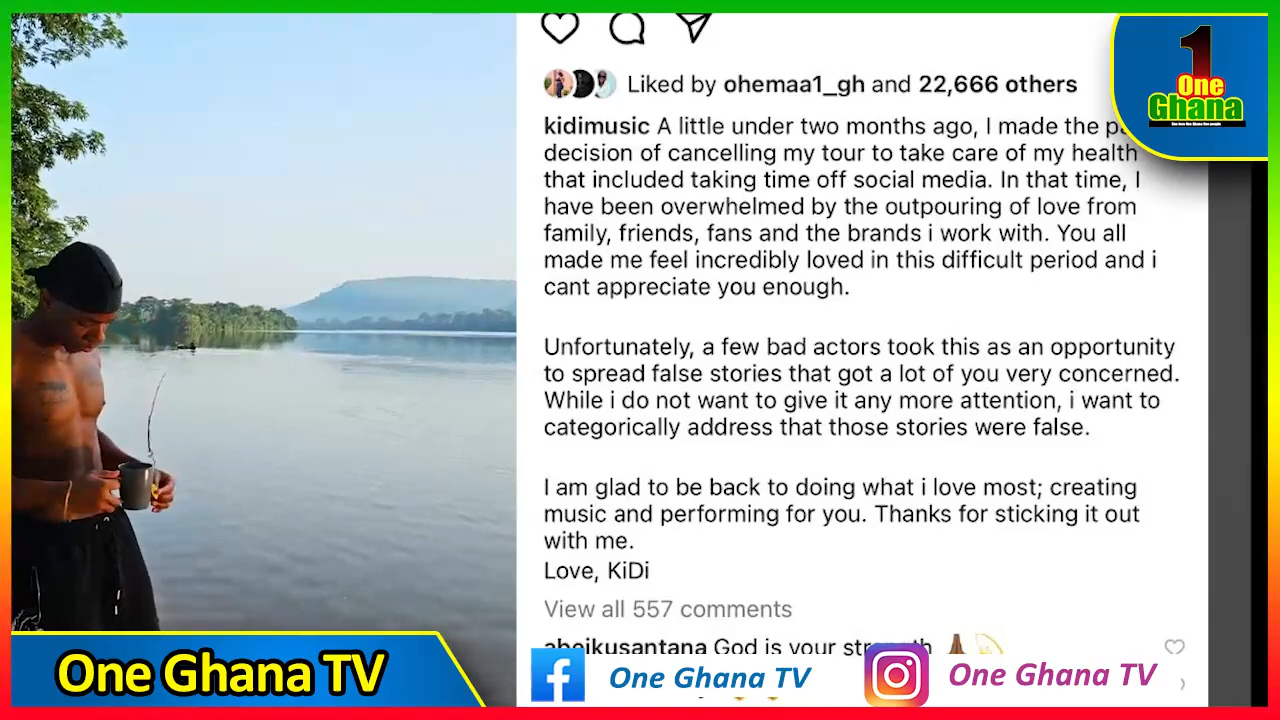 Liked by ohemaa1_gh and 22,666 others
1
One
Ghana
kidimusic A little under two months ago, I made the
decision of cancelling my tour to take care of my health
that included taking time off social media. In that time, I
have been overwhelmed by the outpouring of love from
family, friends, fans and the brands i work with. You all
made me feel incredibly loved in this difficult period and i
cant appreciate you enough.
Unfortunately, a few bad actors took this as an opportunity
to spread false stories that got a lot of you very concerned.
While i do not want to give it any more attention, i want to
categorically address that those stories were false.
I am glad to be back to doing what i love most; creating
music and performing for you. Thanks for sticking it out
with me.
Love, KiDi
View all 557 comments
abeikusantana God is your strength
One Ghana TV
One Ghana TV
One Ghana TV